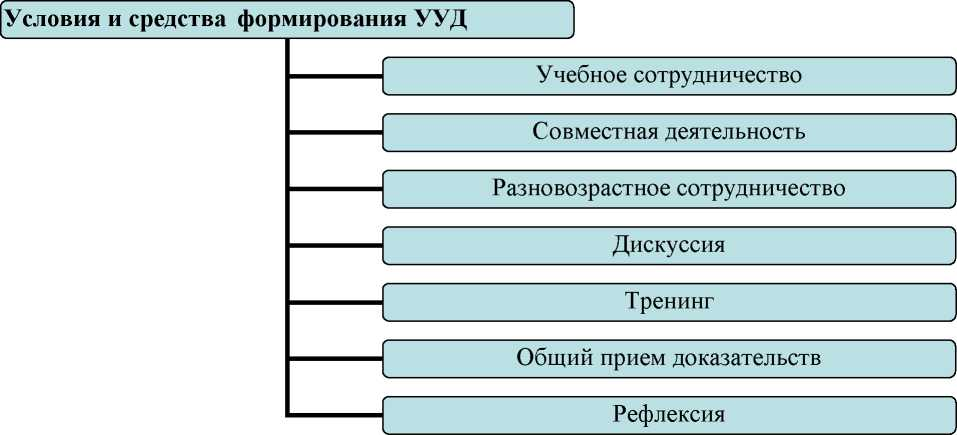 Условия и средства формирования УУД
Учебное сотрудничество
Совместная деятельность
Разновозрастное сотрудничество
Дискуссия
Тренинг
Общий прием доказательств
Рефлексия